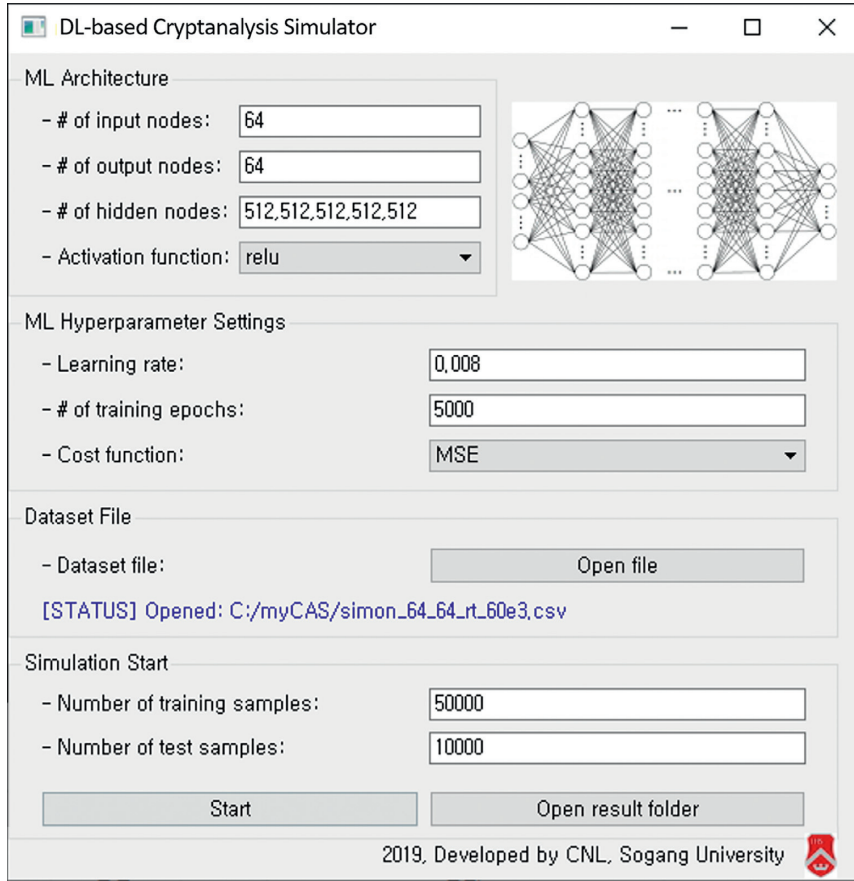 DL-based Cryptanalysis Simulator
ML Architecture
- # of input nodes: 64
- # of output nodes: 64
- # of hidden nodes: 512,512,512,512,512
- Activation function: relu
ML Hyperparameter Settings
- Learning rate: 0,008
- # of training epochs: 5000
- Cost function: MSE
Dataset File
- Dataset file: Open file
[STATUS] Opened: C:/myCAS/simon_64_64_rt_60e3,csv
Simulation Start
- Number of training samples: 50000
- Number of test samples: 10000
Start Open result folder
2019, Developed by CNL, Sogang University